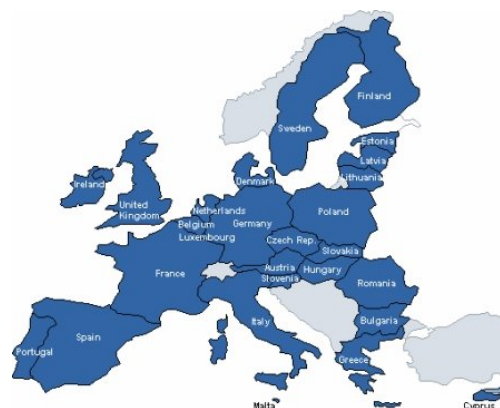 Finland
Sweden
Estonia
Latvia
Lithuania
Denmark
Ireland
United
Kingdom
Netherlands
Belgium
Luxembourg
Germany
Poland
Czech Rep.
Slovakia
France
Austria
Hungary
Slovenia
Romania
Italy
Bulgaria
Portugal
Spain
Greece
Malta
Cyprus